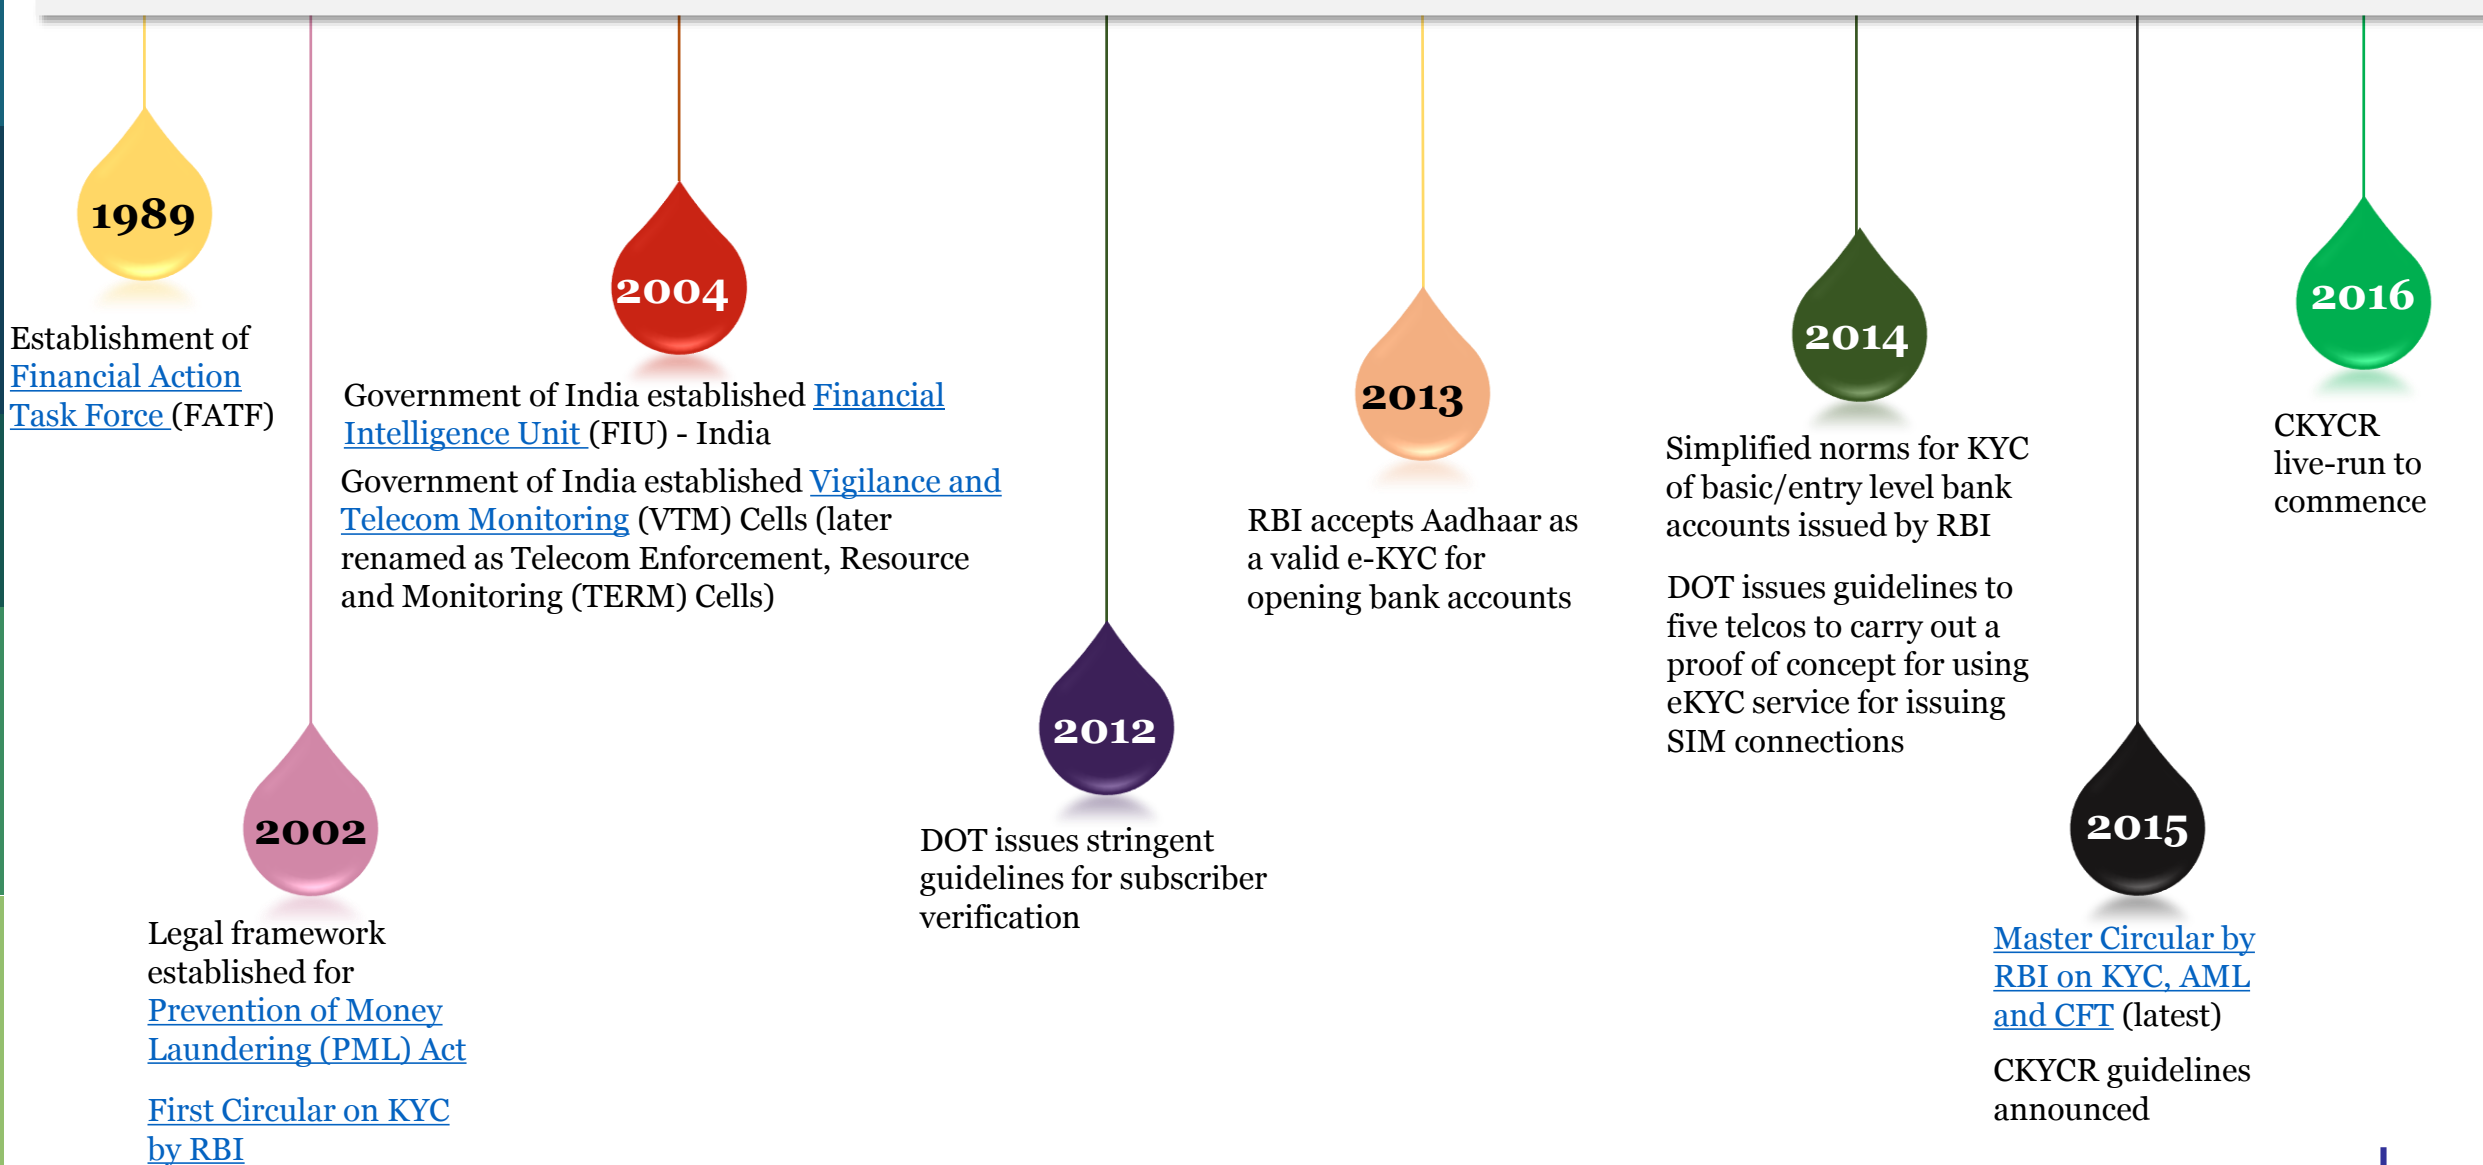 1989
Establishment of
Financial Action
Task Force (FATF)
2002
Legal framework
established for
Prevention of Money
Laundering (PML) Act
First Circular on KYC
by RBI
2004
Government of India established Financial
Intelligence Unit (FIU) - India
Government of India established Vigilance and
Telecom Monitoring (VTM) Cells (later
renamed as Telecom Enforcement, Resource
and Monitoring (TERM) Cells)
2012
DOT issues stringent
guidelines for subscriber
verification
2013
RBI accepts Aadhaar as
a valid e-KYC for
opening bank accounts
2014
Simplified norms for KYC
of basic/entry level bank
accounts issued by RBI
DOT issues guidelines to
five telcos to carry out a
proof of concept for using
eKYC service for issuing
SIM connections
2015
Master Circular by
RBI on KYC, AML
and CFT (latest)
CKYCR guidelines
announced
2016
CKYCR
live-run to
commence